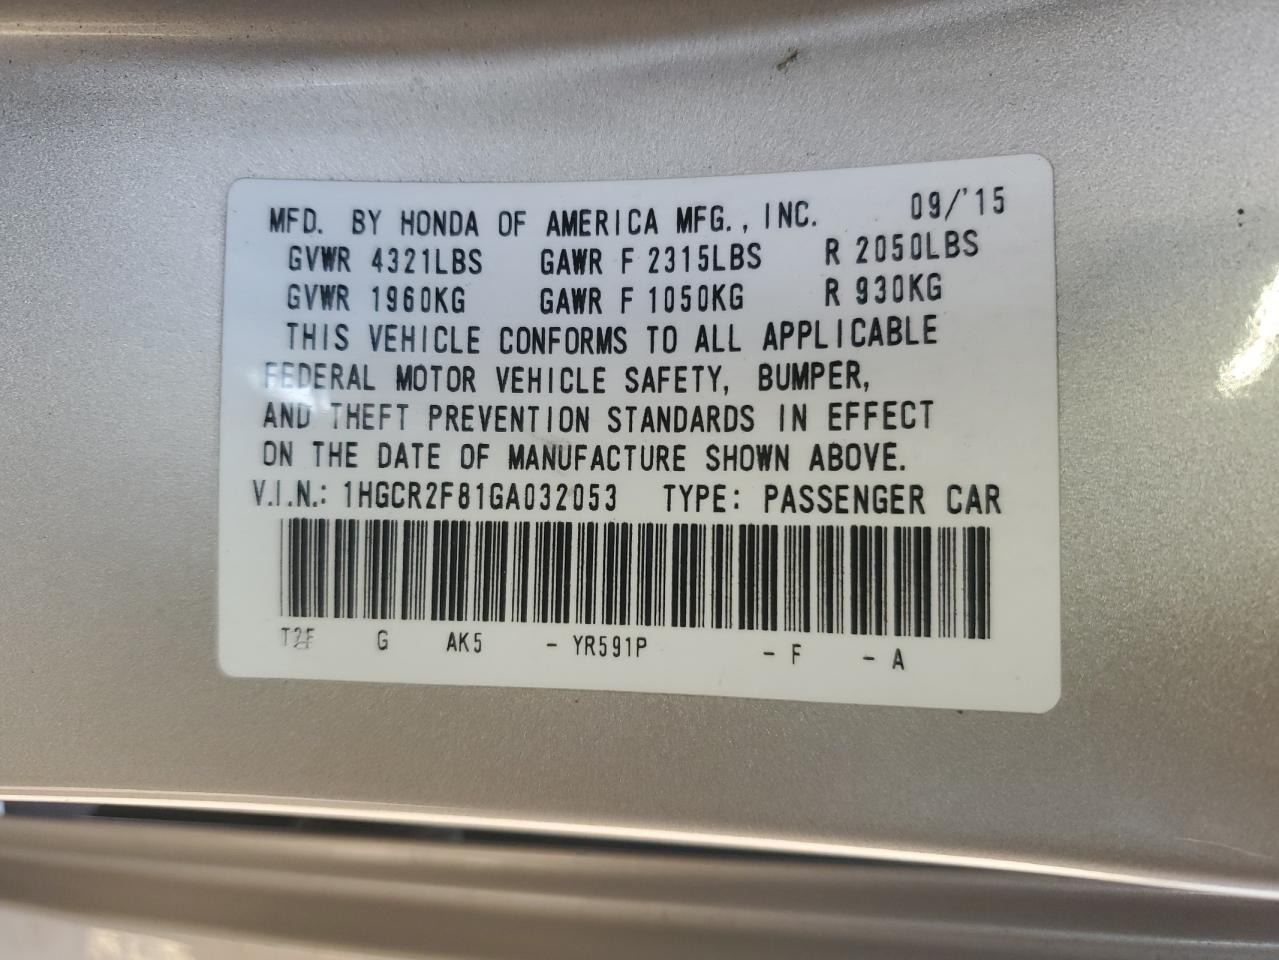 MFD. BY HONDA OF AMERICA MFG., INC. 09/'15
GVWR 4321LBS GAWR F 2315LBS R 2050LBS
GVWR 1960KG GAWR F 1050KG R 930KG
THIS VEHICLE CONFORMS TO ALL APPLICABLE
FEDERAL MOTOR VEHICLE SAFETY, BUMPER,
AND THEFT PREVENTION STANDARDS IN EFFECT
ON THE DATE OF MANUFACTURE SHOWN ABOVE.
V.I.N.: 1HGCR2F81GA032053 TYPE: PASSENGER CAR
T2F G AK5 - YR591P - F - A